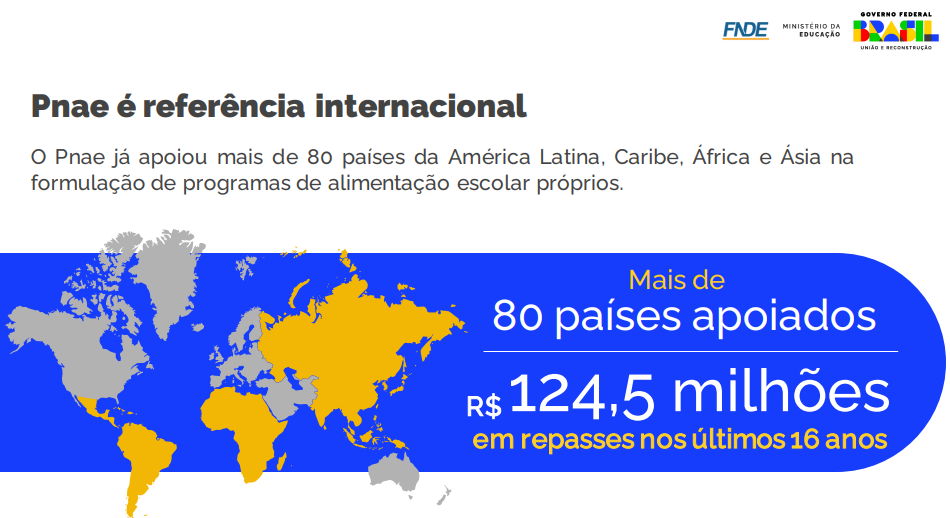 FNDE
MINISTÉRIO DA
EDUCAÇÃO
GOVERNO FEDERAL
BRASIL
UNIÃO E RECONSTRUÇÃO
Pnae é referência internacional
O Pnae já apoiou mais de 80 países da América Latina, Caribe, África e Ásia na
formulação de programas de alimentação escolar próprios.
Mais de
80 países apoiados
R$ 124,5 milhões
em repasses nos últimos 16 anos